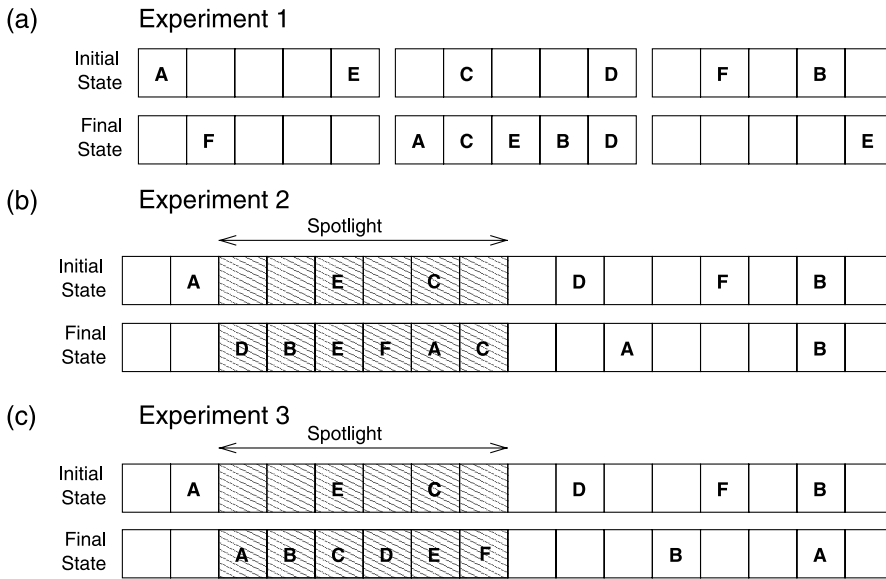 (a) Experiment 1
Initial State A E C D F B
Final State F A C E B D E
(b) Experiment 2
Spotlight
Initial State A E C D F B
Final State D B E F A C A B
(c) Experiment 3
Spotlight
Initial State A E C D F B
Final State A B C D E F B A